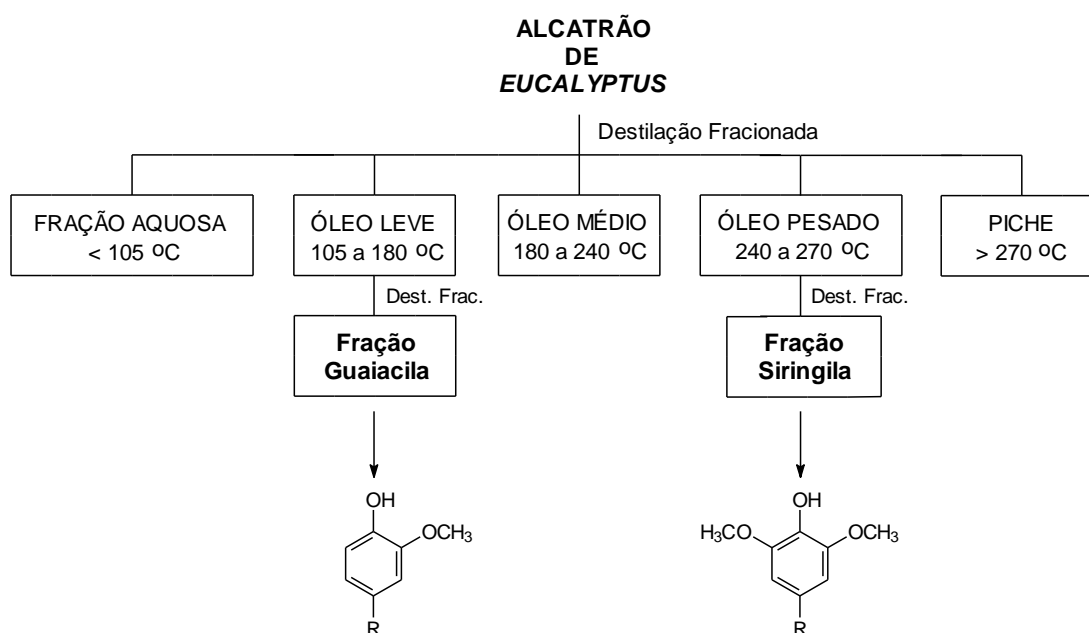 ALCATRÃO
DE
EUCALYPTUS
Destilação Fracionada
FRAÇÃO AQUOSA
< 105 ºC
ÓLEO LEVE
105 a 180 ºC
ÓLEO MÉDIO
180 a 240 ºC
ÓLEO PESADO
240 a 270 ºC
PICHE
> 270 ºC
Dest. Frac.
Dest. Frac.
Fração
Guaiacila
Fração
Siringila
OH
OCH₃
R
OH
H₃CO
OCH₃
R